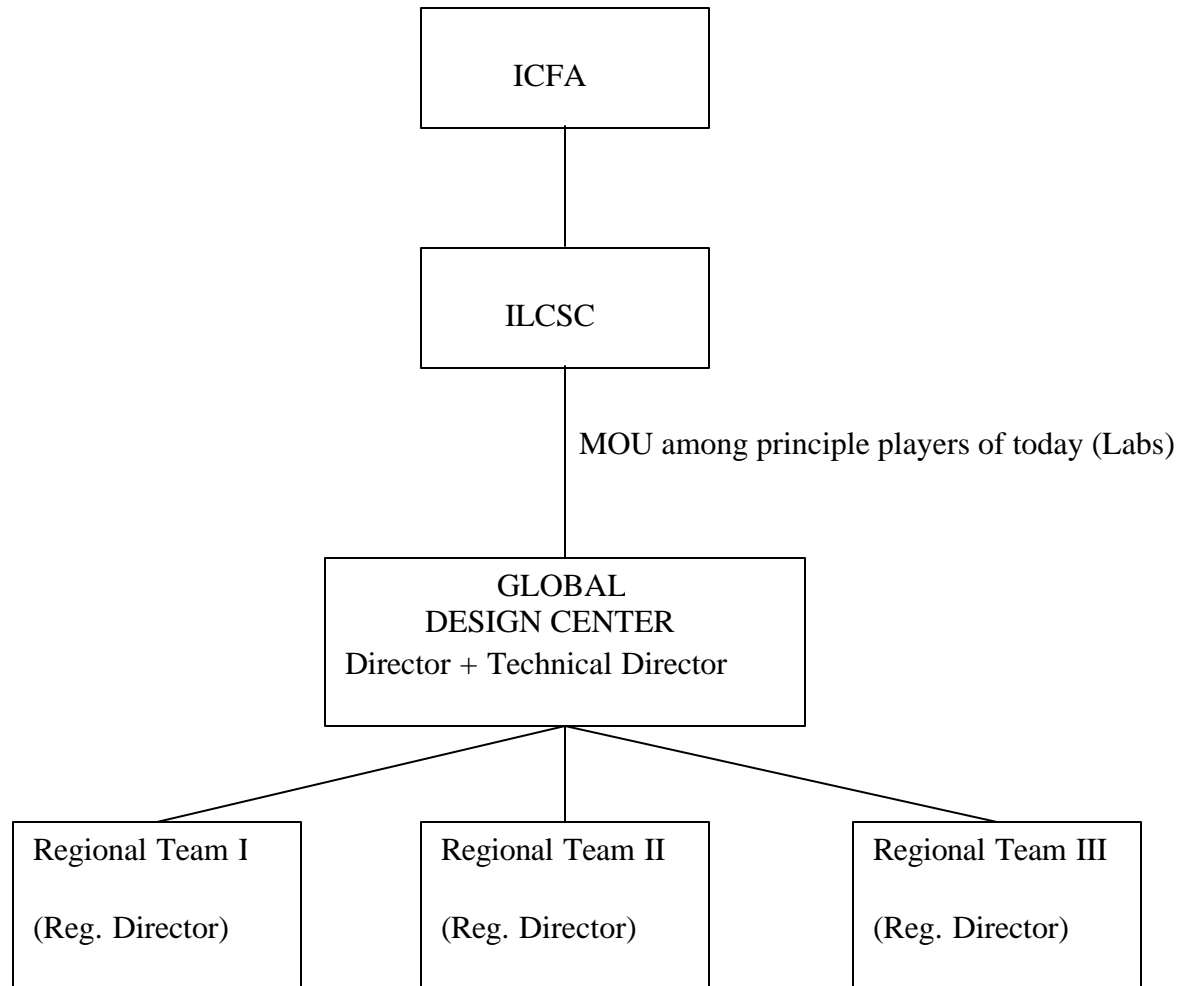 ICFA
ILCSC
MOU among principle players of today (Labs)
GLOBAL
DESIGN CENTER
Director + Technical Director
Regional Team I
(Reg. Director)
Regional Team II
(Reg. Director)
Regional Team III
(Reg. Director)